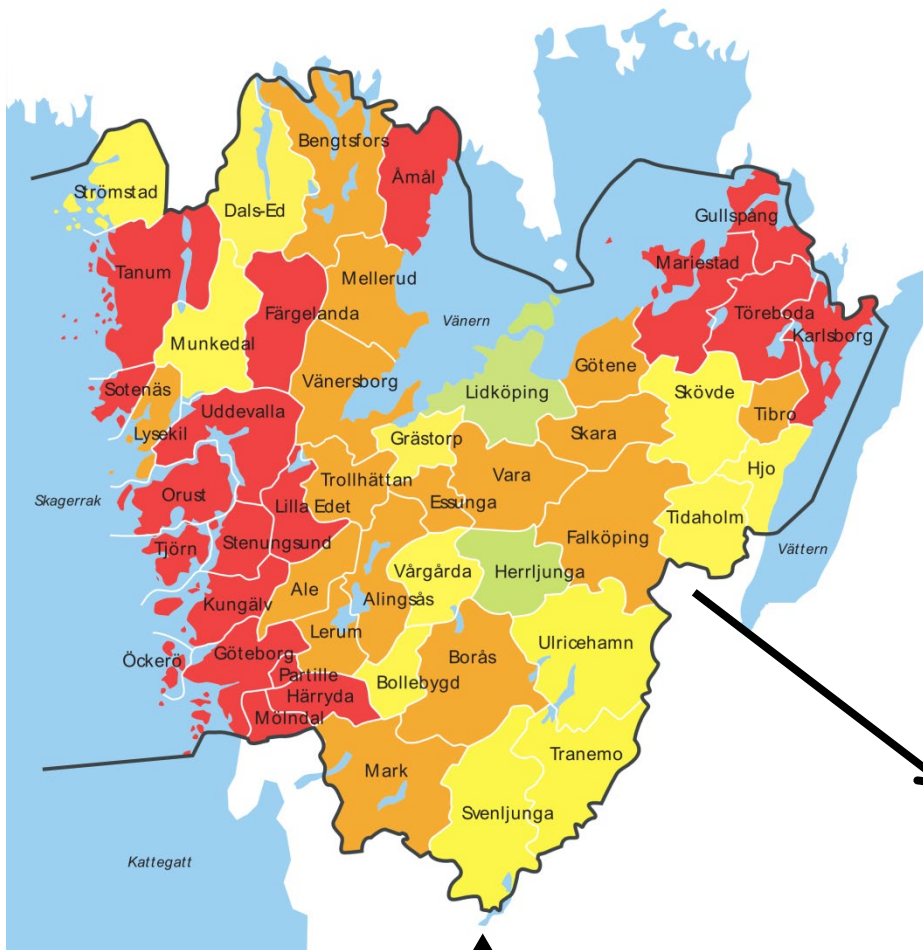 Bengtsfors
Åmål
Strömstad
Dals-Ed
Gullspång
Mariestad
Tanum
Mellerud
Färgelanda
Vänern
Töreboda
Karlsborg
Munkedal
Götene
Vänersborg
Sotenäs
Lidköping
Skövde
Tibro
Uddevalla
Lysekil
Grästorp
Skara
Hjo
Trollhättan
Vara
Skagerrak
Orust
Lilla Edet
Essunga
Tidaholm
Falköping
Stenungsund
Tjörn
Vättern
Vårgårda
Herrljunga
Ale
Alingsås
Kungälv
Lerum
Ulricehamn
Göteborg
Öckerö
Borås
Partille
Bollebygd
Härryda
Mölndal
Tranemo
Mark
Svenljunga
Kattegatt